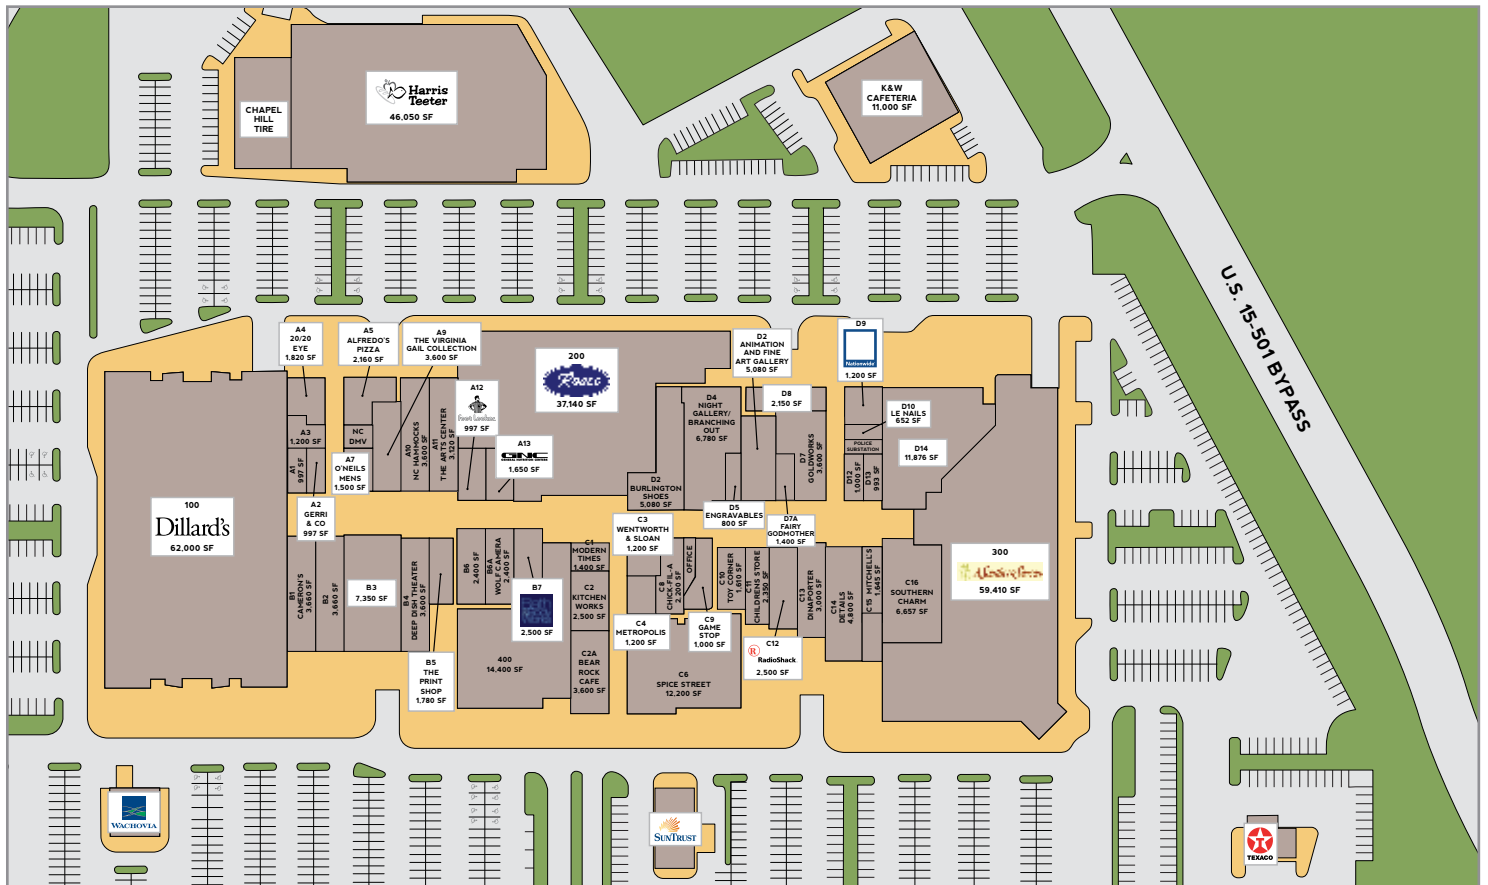 CHAPEL
HILL
TIRE
Harris
Teeter
46,050 SF
K&W
CAFETERIA
11,000 SF
U.S. 15-501 BYPASS
A4
20/20
EYE
1,820 SF
A5
ALFREDO'S
PIZZA
2,160 SF
A9
THE VIRGINIA
GAIL COLLECTION
3,600 SF
200
Roses
37,140 SF
D2
ANIMATION
AND FINE
ART GALLERY
5,080 SF
D9
Nationwide
1,200 SF
A12
Foot Locker
997 SF
A13
GNC
GENERAL NUTRITION CENTERS
1,650 SF
D8
2,150 SF
D4
NIGHT
GALLERY/
BRANCHING
OUT
6,780 SF
D10
LE NAILS
652 SF
POLICE
SUBSTATION
D14
11,876 SF
A3
1,200 SF
NC
DMV
A10
NC HAMMOCKS
3,600 SF
A11
THE ARTS CENTER
3,120 SF
D7
GOLDWORKS
3,600 SF
A1
997 SF
A7
O'NEILS
MENS
1,500 SF
D2
BURLINGTON
SHOES
5,080 SF
D12
1,000 SF
D13
993 SF
100
Dillard's
62,000 SF
A2
GERRI
& CO
997 SF
D5
ENGRAVABLES
800 SF
D7A
FAIRY
GODMOTHER
1,400 SF
C3
WENTWORTH
& SLOAN
1,200 SF
B1
CAMERON'S
3,660 SF
B2
3,660 SF
B3
7,350 SF
B4
DEEP DISH THEATER
3,600 SF
B6
2,400 SF
B6A
WOLF CAMERA
2,400 SF
B7
2,500 SF
C1
MODERN
TIMES
1,400 SF
C2
KITCHEN
WORKS
2,500 SF
C8
CHICK-FIL-A
2,200 SF
OFFICE
C10
TOY CORNER
1,610 SF
C11
CHILDRENS STORE
2,350 SF
C13
DINAPORTER
3,000 SF
C14
DETAILS
4,800 SF
C15 MITCHELL'S
1,645 SF
C16
SOUTHERN
CHARM
6,657 SF
300
59,410 SF
C4
METROPOLIS
1,200 SF
C9
GAME
STOP
1,000 SF
C12
R
RadioShack
2,500 SF
B5
THE
PRINT
SHOP
1,780 SF
400
14,400 SF
C2A
BEAR
ROCK
CAFE
3,600 SF
C6
SPICE STREET
12,200 SF
WACHOVIA
SUNTRUST
T
TEXACO